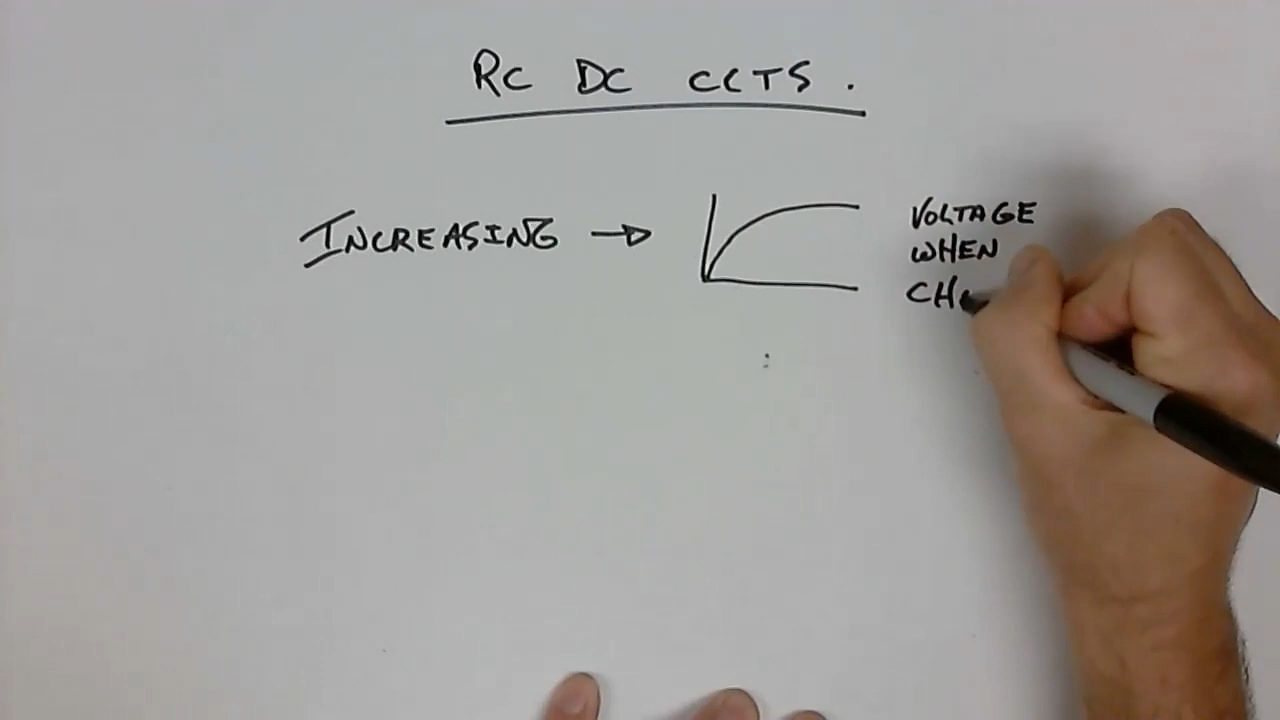 RC DC CCTS.
INCREASING →
VOLTAGE
WHEN